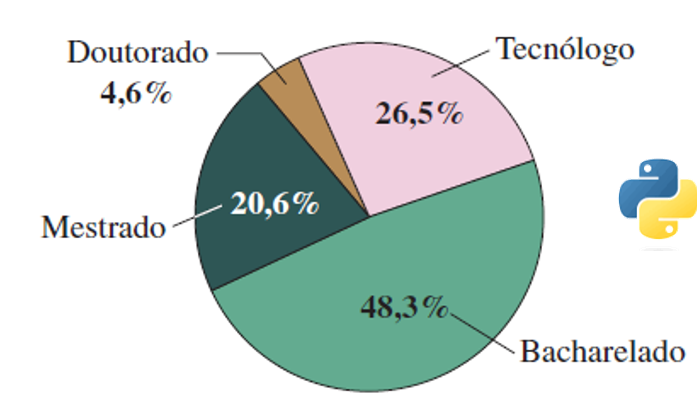 Doutorado
4,6%
Tecnólogo
26,5%
20,6%
Mestrado
48,3%
Bacharelado